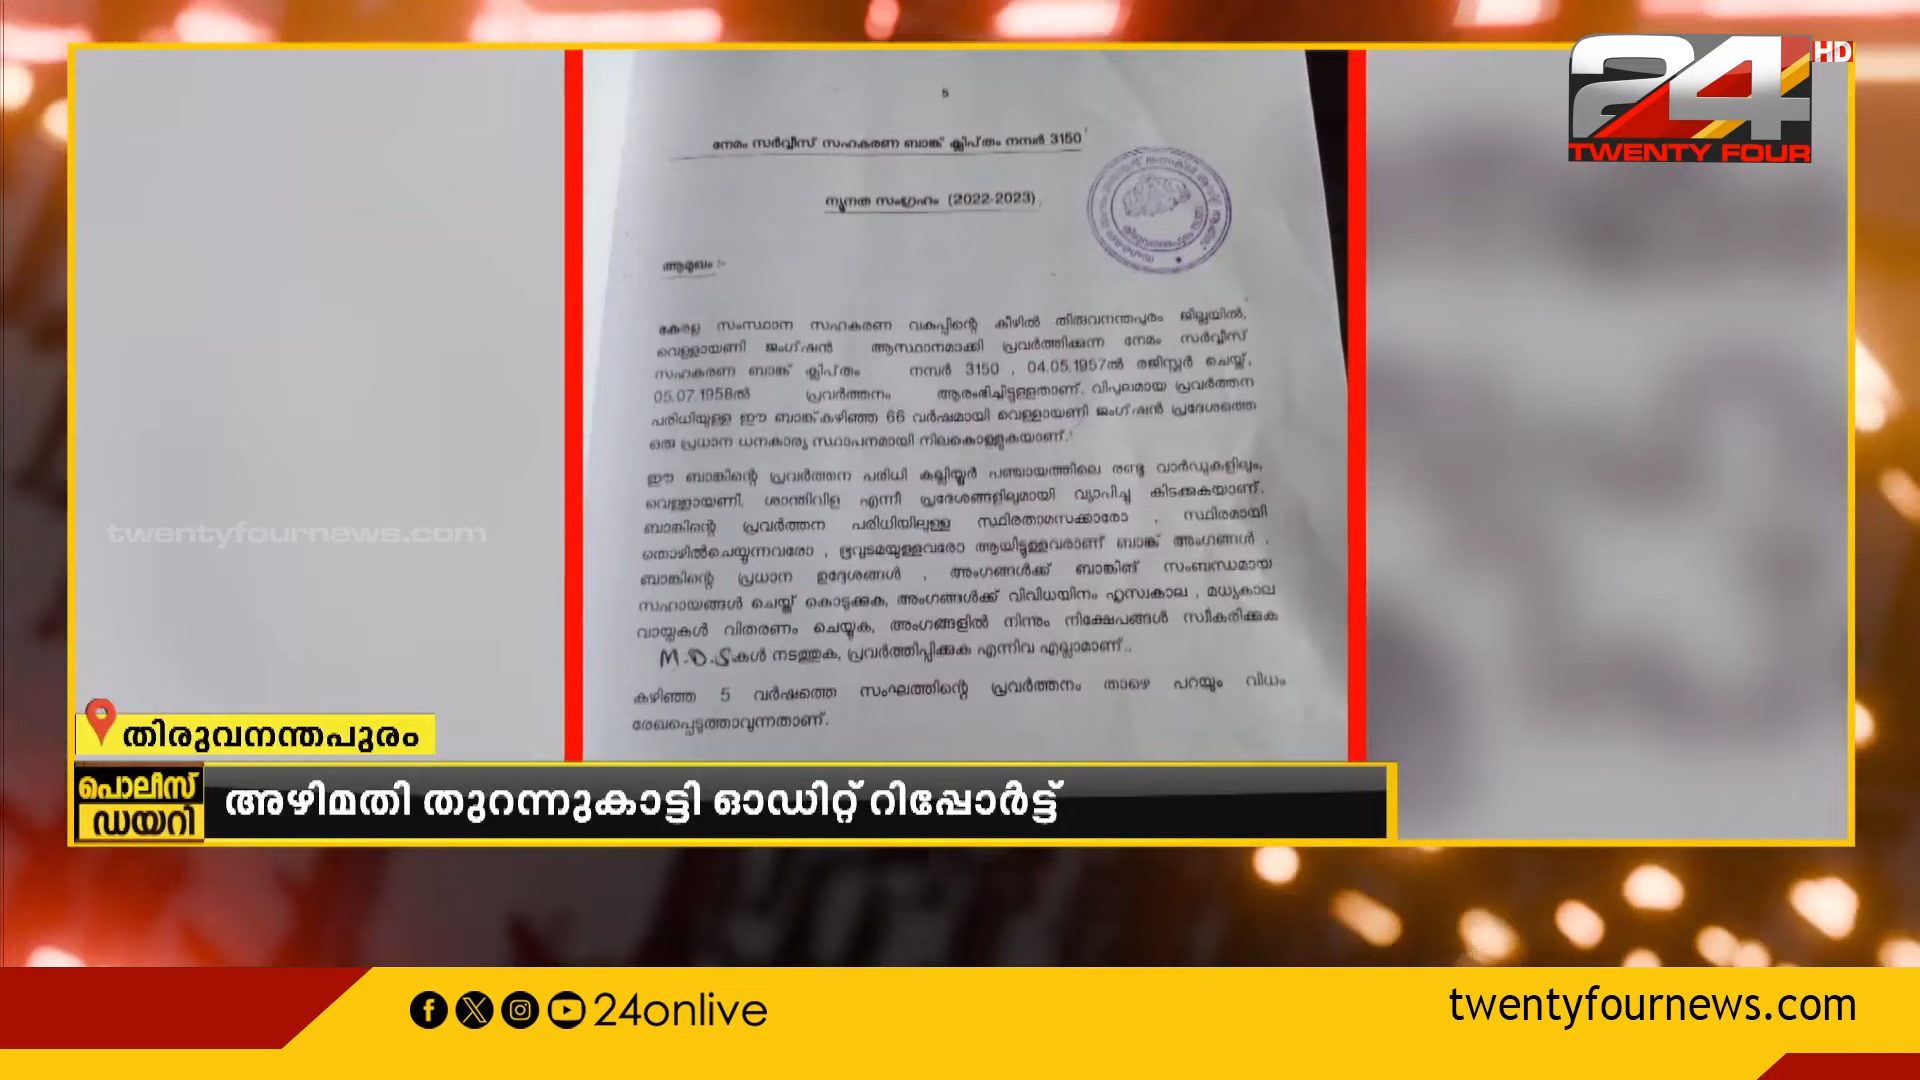 24
HD
TWENTY FOUR
5
നേമം സർവ്വീസ് സഹകരണ ബാങ്ക് ക്ലിപ്തം നമ്പർ 3150
ന്യൂനത സംഗ്രഹം (2022-2023)
ആമുഖം :-
കേരള സംസ്ഥാന സഹകരണ വകുപ്പിന്റെ കീഴിൽ തിരുവനന്തപുരം ജില്ലയിൽ,
വെള്ളായണി ജംഗ്ഷൻ ആസ്ഥാനമാക്കി പ്രവർത്തിക്കുന്ന നേമം സർവ്വീസ്
സഹകരണ ബാങ്ക് ക്ലിപ്തം നമ്പർ 3150 , 04.05.1957ൽ രജിസ്റ്റർ ചെയ്ത്,
05.07.1958ൽ പ്രവർത്തനം ആരംഭിച്ചിട്ടുള്ളതാണ്. വിപുലമായ പ്രവർത്തന
പരിധിയുള്ള ഈ ബാങ്ക് കഴിഞ്ഞ 66 വർഷമായി വെള്ളായണി ജംഗ്ഷൻ പ്രദേശത്തെ
ഒരു പ്രധാന ധനകാര്യ സ്ഥാപനമായി നിലകൊള്ളുകയാണ്.
ഈ ബാങ്കിന്റെ പ്രവർത്തന പരിധി കല്ലിയൂർ പഞ്ചായത്തിലെ രണ്ടു വാർഡുകളിലും,
വെള്ളായണി, ശാന്തിവിള എന്നീ പ്രദേശങ്ങളിലുമായി വ്യാപിച്ചു കിടക്കുകയാണ്.
ബാങ്കിന്റെ പ്രവർത്തന പരിധിയിലുള്ള സ്ഥിരതാമസക്കാരോ , സ്ഥിരമായി
തൊഴിൽചെയ്യുന്നവരോ , ഭൂവുടമയുള്ളവരോ ആയിട്ടുള്ളവരാണ് ബാങ്ക് അംഗങ്ങൾ .
ബാങ്കിന്റെ പ്രധാന ഉദ്ദേശങ്ങൾ , അംഗങ്ങൾക്ക് ബാങ്കിങ് സംബന്ധമായ
സഹായങ്ങൾ ചെയ്ത് കൊടുക്കുക, അംഗങ്ങൾക്ക് വിവിധയിനം ഹ്രസ്വകാല , മധ്യകാല
വായ്പകൾ വിതരണം ചെയ്യുക, അംഗങ്ങളിൽ നിന്നും നിക്ഷേപങ്ങൾ സ്വീകരിക്കുക
M.D.S കൾ നടത്തുക, പ്രവർത്തിപ്പിക്കുക എന്നിവ എല്ലാമാണ്..
കഴിഞ്ഞ 5 വർഷത്തെ സംഘത്തിന്റെ പ്രവർത്തനം താഴെ പറയും വിധം
രേഖപ്പെടുത്താവുന്നതാണ്.
twentyfournews.com
തിരുവനന്തപുരം
പൊലീസ്
ഡയറി
അഴിമതി തുറന്നുകാട്ടി ഓഡിറ്റ് റിപ്പോർട്ട്
24onlive
twentyfournews.com